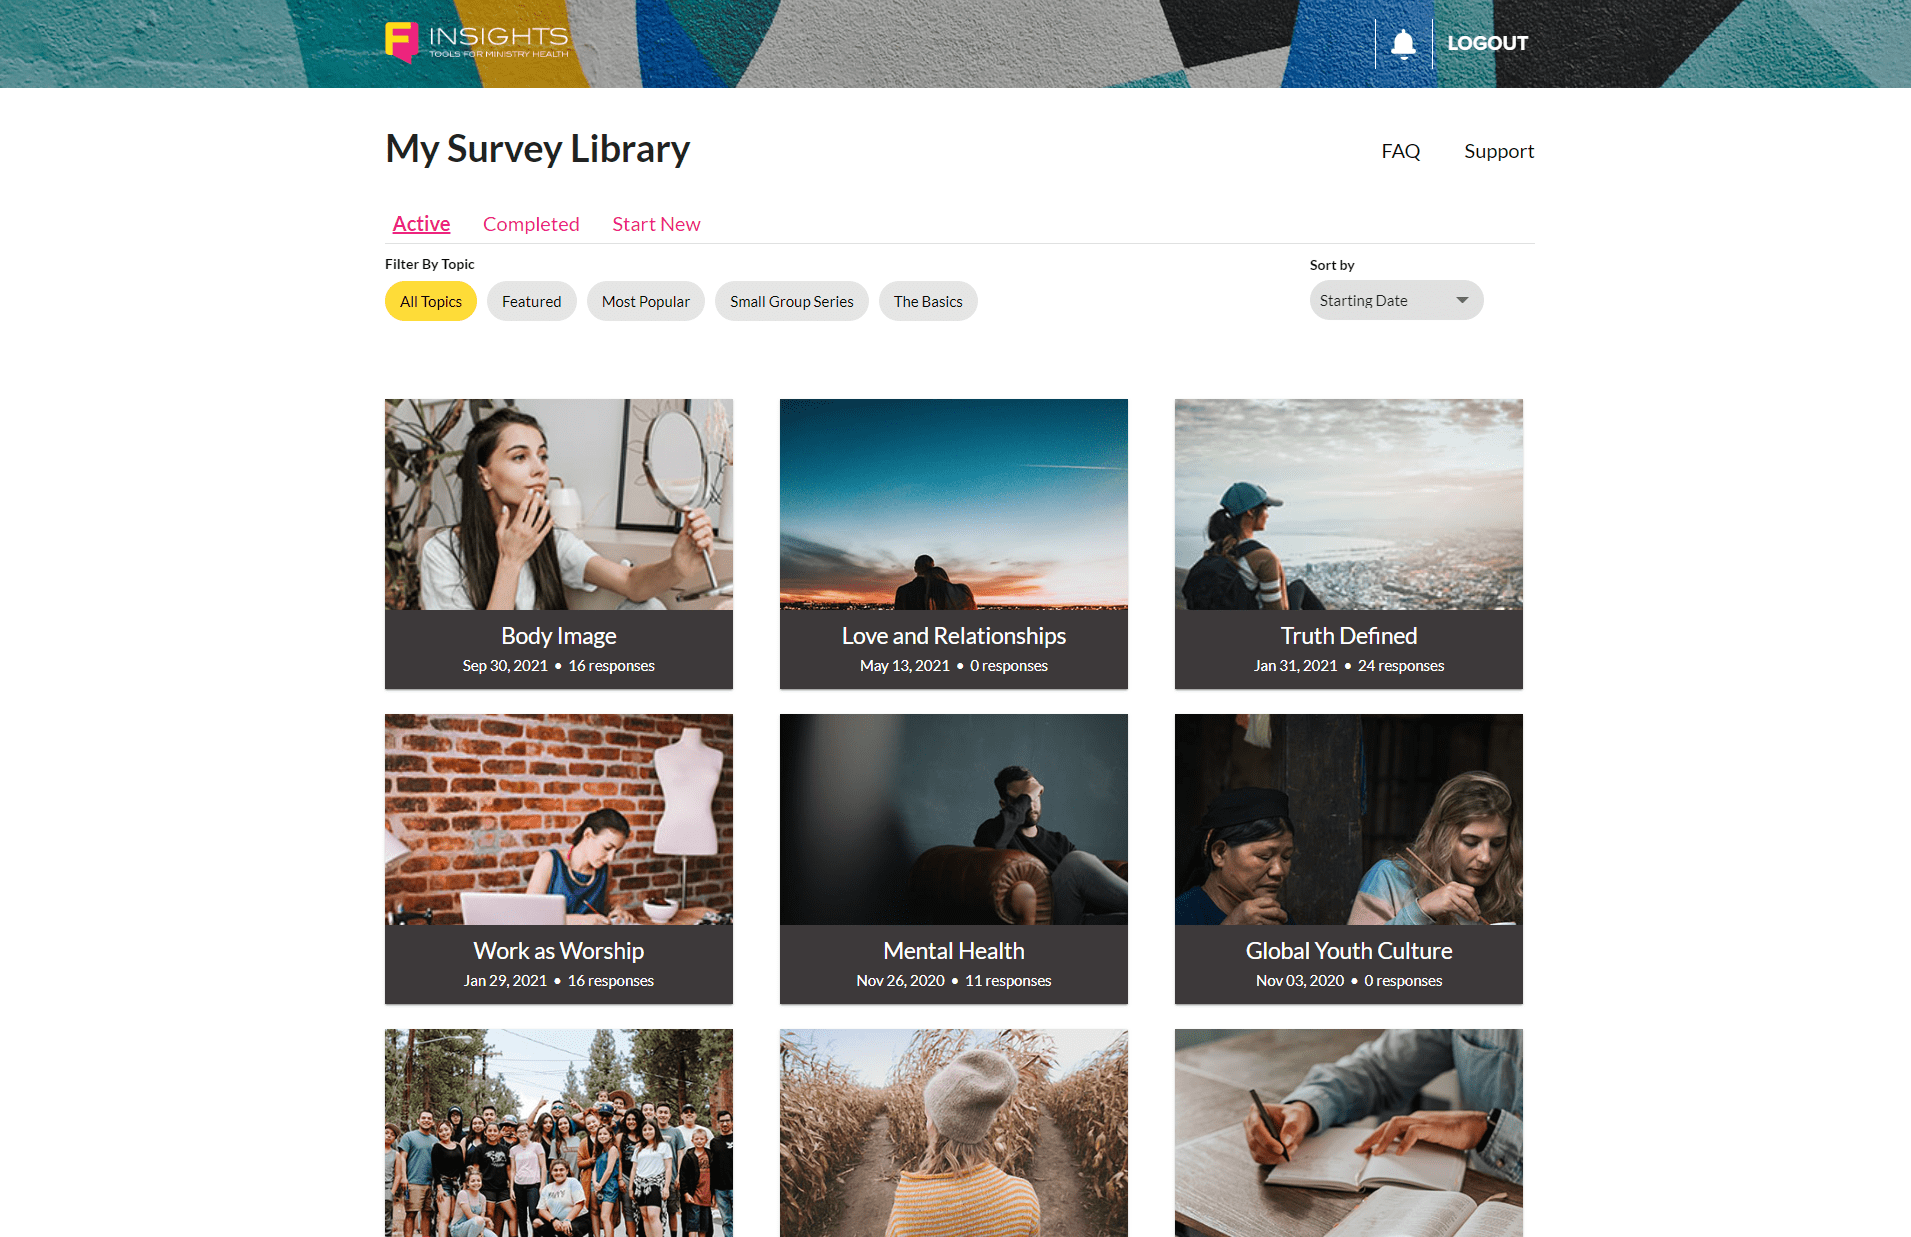 F INSIGHTS
TOOLS FOR MINISTRY HEALTH
LOGOUT
My Survey Library
FAQ
Support
Active
Completed
Start New
Filter By Topic
Sort by
All Topics
Featured
Most Popular
Small Group Series
The Basics
Starting Date
Body Image
Sep 30, 2021 • 16 responses
Love and Relationships
May 13, 2021 • 0 responses
Truth Defined
Jan 31, 2021 • 24 responses
Work as Worship
Jan 29, 2021 • 16 responses
Mental Health
Nov 26, 2020 • 11 responses
Global Youth Culture
Nov 03, 2020 • 0 responses